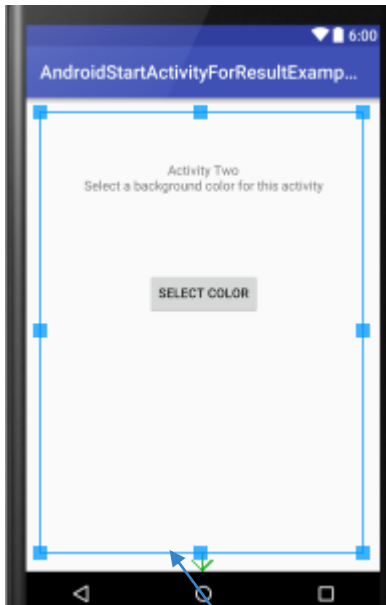 6:00
AndroidStartActivityForResultExamp...
Activity Two
Select a background color for this activity
SELECT COLOR